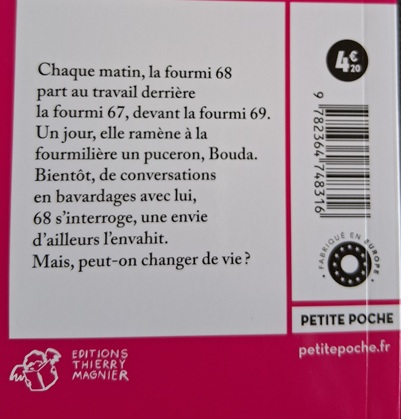 Chaque matin, la fourmi 68
part au travail derrière
la fourmi 67, devant la fourmi 69.
Un jour, elle ramène à la
fourmilière un puceron, Bouda.
Bientôt, de conversations
en bavardages avec lui,
68 s'interroge, une envie
d'ailleurs l'envahit.
Mais, peut-on changer de vie ?
4€20
9 782364 748316
• FABRIQUÉ EN EUROPE •
PETITE POCHE
petitepoche.fr
EDITIONS
THIERRY
MAGNIER